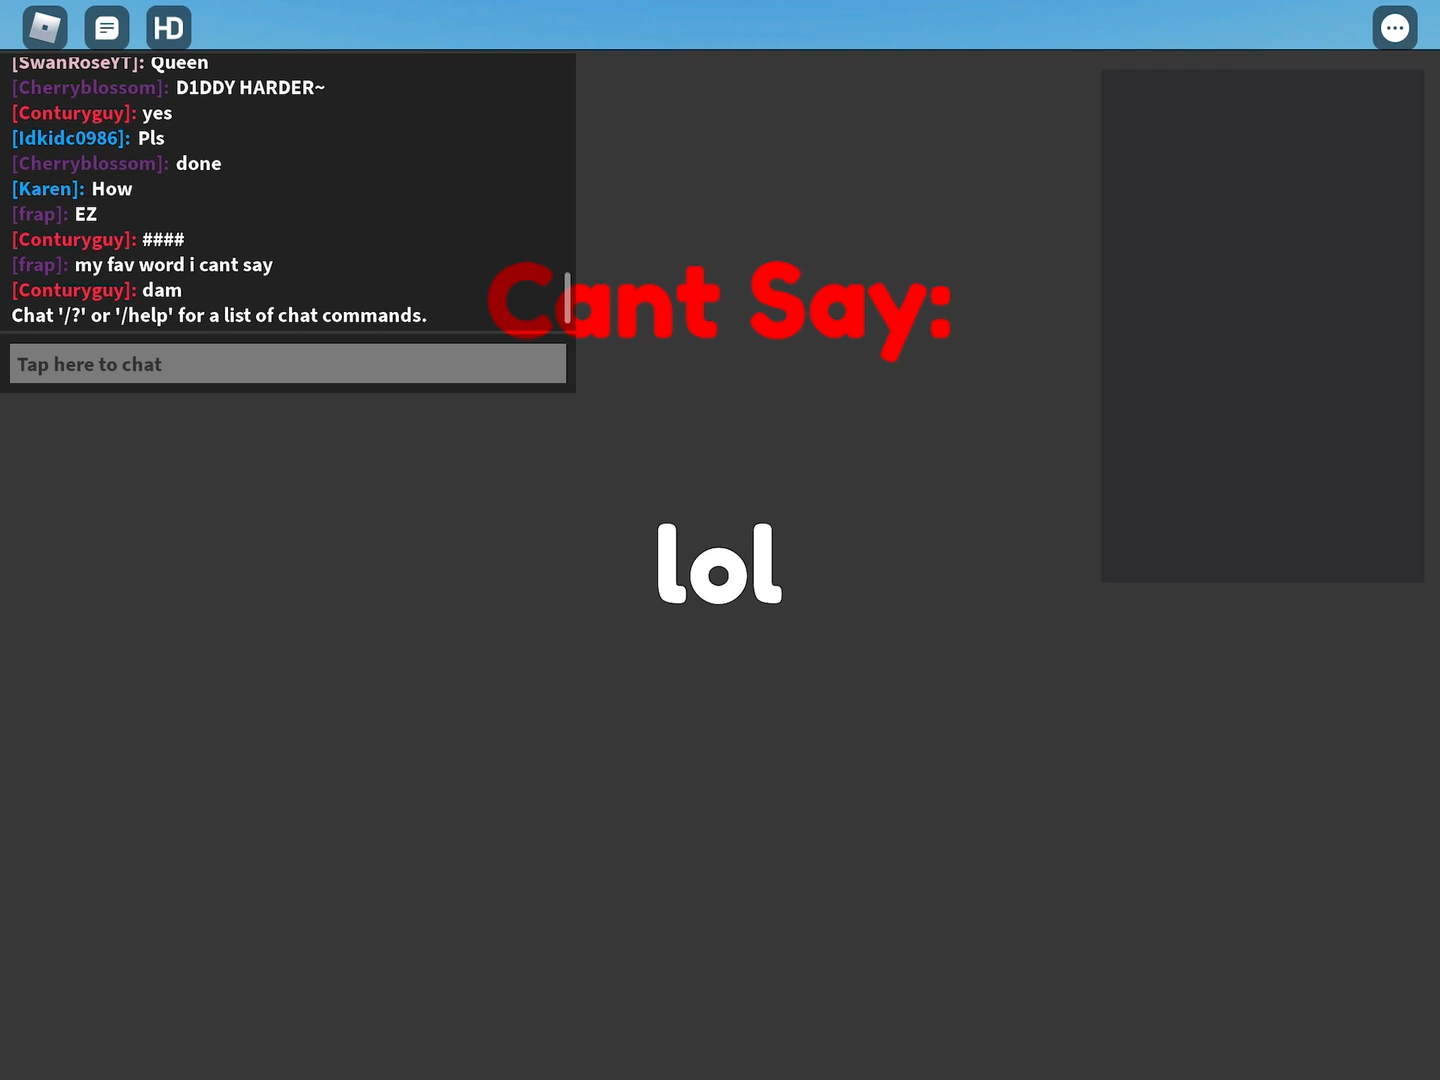 HD
[SwanRoseYT]: Queen
[Cherryblossom]: D1DDY HARDER~
[Conturyguy]: yes
[Idkidc0986]: Pls
[Cherryblossom]: done
[Karen]: How
[frap]: EZ
[Conturyguy]: ####
[frap]: my fav word i cant say
[Conturyguy]: dam
Chat '/?' or '/help' for a list of chat commands.
Tap here to chat
Cant Say:
lol